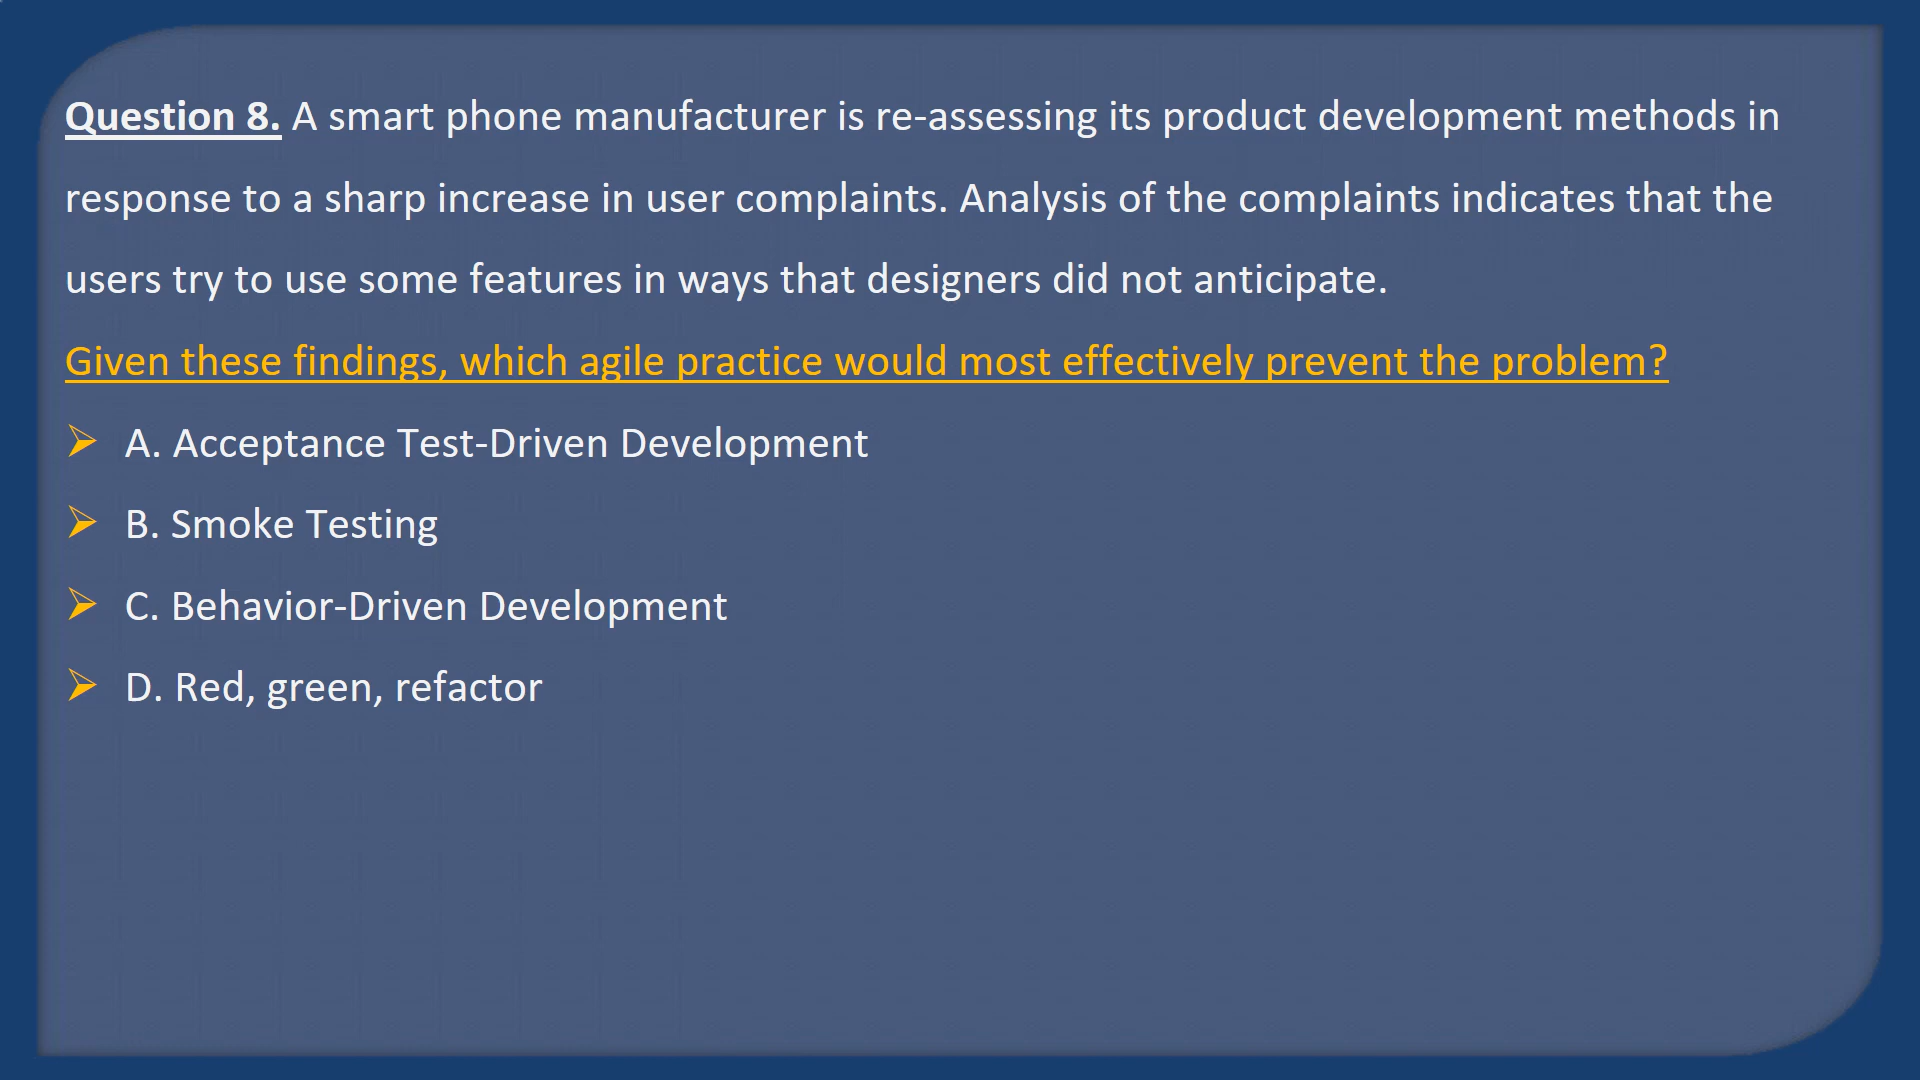 Question 8. A smart phone manufacturer is re-assessing its product development methods in
response to a sharp increase in user complaints. Analysis of the complaints indicates that the
users try to use some features in ways that designers did not anticipate.
Given these findings, which agile practice would most effectively prevent the problem?
A. Acceptance Test-Driven Development
B. Smoke Testing
C. Behavior-Driven Development
D. Red, green, refactor